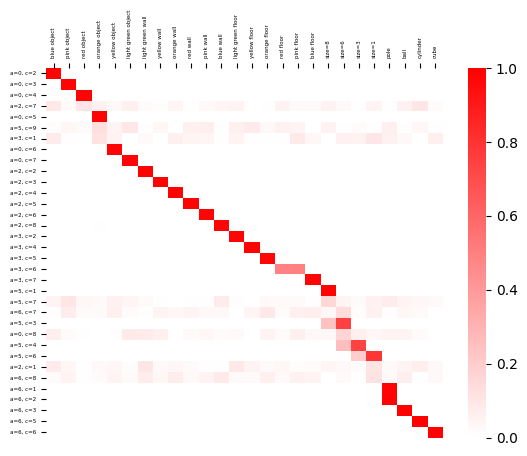 blue object
pink object
red object
orange object
yellow object
light green object
light green wall
yellow wall
orange wall
red wall
pink wall
blue wall
light green floor
yellow floor
orange floor
red floor
pink floor
blue floor
size=8
size=6
size=3
size=1
pole
ball
cylinder
cube
a=0, c=2
a=0, c=3
a=0, c=4
a=2, c=7
a=0, c=5
a=5, c=9
a=3, c=1
a=0, c=6
a=0, c=7
a=2, c=2
a=2, c=3
a=2, c=4
a=2, c=5
a=2, c=6
a=2, c=8
a=3, c=2
a=3, c=4
a=3, c=5
a=3, c=6
a=3, c=7
a=5, c=1
a=5, c=7
a=6, c=7
a=5, c=3
a=0, c=8
a=5, c=4
a=5, c=6
a=2, c=1
a=6, c=8
a=6, c=1
a=6, c=2
a=6, c=3
a=6, c=5
a=6, c=6
1.0
0.8
0.6
0.4
0.2
0.0